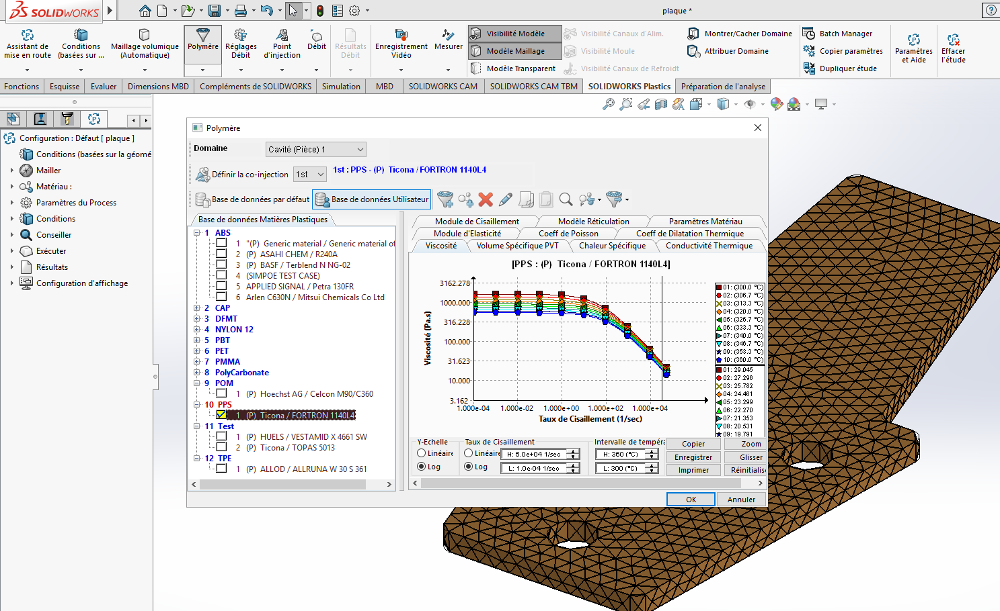 SOLIDWORKS
plaque *
Assistant de mise en route
Conditions (basées sur ...
Maillage volumique (Automatique)
Polymère
Réglages Débit
Point d'injection
Débit
Résultats Débit
Enregistrement Vidéo
Mesurer
Visibilité Modèle
Modèle Maillage
Modèle Transparent
Visibilité Canaux d'Alim.
Visibilité Moule
Visibilité Canaux de Refroidt
Montrer/Cacher Domaine
Attribuer Domaine
Batch Manager
Copier paramètres
Dupliquer étude
Paramètres et Aide
Effacer l'étude
Fonctions
Esquisse
Evaluer
Dimensions MBD
Compléments de SOLIDWORKS
Simulation
MBD
SOLIDWORKS CAM
SOLIDWORKS CAM TBM
SOLIDWORKS Plastics
Préparation de l'analyse
Configuration : Défaut [ plaque ]
Conditions (basées sur la géomé
Mailler
Matériau :
Paramètres du Process
Conditions
Conseiller
Exécuter
Résultats
Configuration d'affichage
Polymère
Domaine
Cavité (Pièce) 1
Définir la co-injection
1st
1st : PPS - (P) Ticona / FORTRON 1140L4
Base de données par défaut
Base de données Utilisateur
Base de données Matières Plastiques
1 ABS
1 "(P) Generic material / Generic material of
2 (P) ASAHI CHEM / R240A
3 (P) BASF / Terblend N NG-02
4 (SIMPOE TEST CASE)
5 APPLIED SIGNAL / Petra 130FR
6 Arlen C630N / Mitsui Chemicals Co Ltd
2 CAP
3 DFMT
4 NYLON 12
5 PBT
6 PET
7 PMMA
8 PolyCarbonate
9 POM
1 (P) Hoechst AG / Celcon M90/C360
10 PPS
1 (P) Ticona / FORTRON 1140L4
11 Test
1 (P) HUELS / VESTAMID X 4661 SW
2 (P) Ticona / TOPAS 5013
12 TPE
1 (P) ALLOD / ALLRUNA W 30 S 361
Module de Cisaillement
Modèle Réticulation
Paramètres Matériau
Module d'Elasticité
Coeff de Poisson
Coeff de Dilatation Thermique
Viscosité
Volume Spécifique PVT
Chaleur Spécifique
Conductivité Thermique
[PPS : (P) Ticona / FORTRON 1140L4]
Viscosité (Pa.s)
3162.278
1000.000
316.228
100.000
31.623
10.000
3.162
1.000e-04
1.000e-02
1.000e+00
1.000e+02
1.000e+04
Taux de Cisaillement (1/sec)
01: (300.0 °C)
02: (306.7 °C)
03: (313.3 °C)
04: (320.0 °C)
05: (326.7 °C)
06: (333.3 °C)
07: (340.0 °C)
08: (346.7 °C)
09: (353.3 °C)
10: (360.0 °C)
01: 29.045
02: 27.296
03: 25.782
04: 24.461
05: 23.299
06: 22.270
07: 21.353
08: 20.531
09: 19.791
Y-Echelle
Linéaire
Log
Taux de Cisaillement
Linéaire
Log
H: 5.0e+04 1/sec
L: 1.0e-04 1/sec
Intervalle de tempéra
H: 360 (°C)
L: 300 (°C)
Copier
Zoom
Enregistrer
Glisser
Imprimer
Réinitialise
OK
Annuler